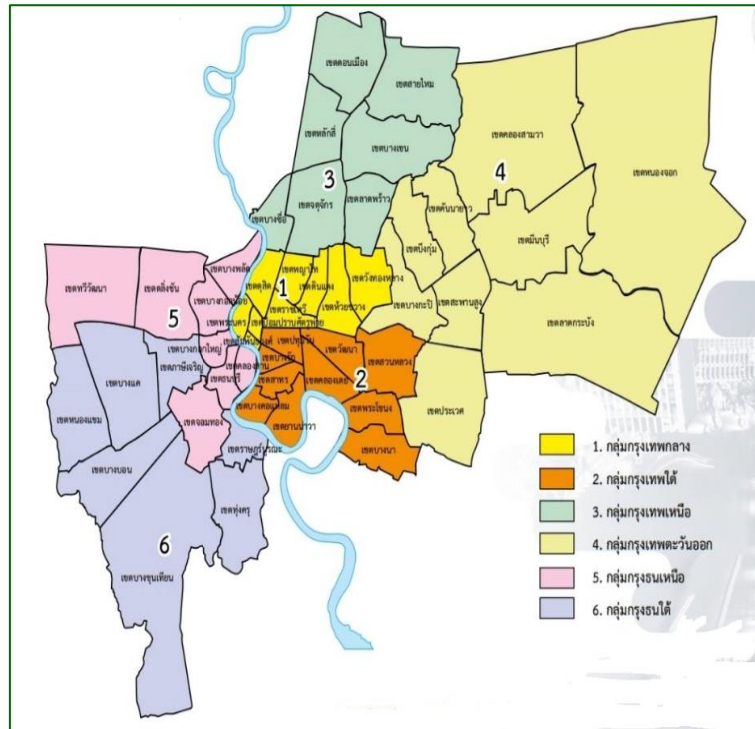 เขตดอนเมือง
เขตสายไหม
เขตหลักสี่
เขตบางเขน
เขตคลองสามวา
เขตหนองจอก
3
4
เขตจตุจักร
เขตลาดพร้าว
เขตคันนายาว
เขตบางซื่อ
เขตมีนบุรี
เขตบึงกุ่ม
เขตทวีวัฒนา
เขตตลิ่งชัน
เขตบางพลัด
เขตพญาไท
เขตวังทองหลาง
เขตดุสิต
1
เขตดินแดง
เขตบางกอกน้อย
เขตบางกะปิ
เขตสะพานสูง
5
เขตพระนคร
เขตราชเทวี
เขตห้วยขวาง
เขตป้อมปราบศัตรูพ่าย
เขตลาดกระบัง
เขตสัมพันธวงศ์
เขตปทุมวัน
เขตบางกอกใหญ่
เขตวัฒนา
เขตสวนหลวง
เขตภาษีเจริญ
เขตคลองสาน
เขตบางรัก
เขตบางแค
เขตธนบุรี
เขตสาทร
เขตคลองเตย
2
เขตหนองแขม
เขตบางคอแหลม
เขตพระโขนง
เขตประเวศ
เขตจอมทอง
เขตยานนาวา
เขตราษฎร์บูรณะ
เขตบางนา
เขตบางบอน
เขตทุ่งครุ
6
เขตบางขุนเทียน
1. กลุ่มกรุงเทพกลาง
2. กลุ่มกรุงเทพใต้
3. กลุ่มกรุงเทพเหนือ
4. กลุ่มกรุงเทพตะวันออก
5. กลุ่มกรุงธนเหนือ
6. กลุ่มกรุงธนใต้